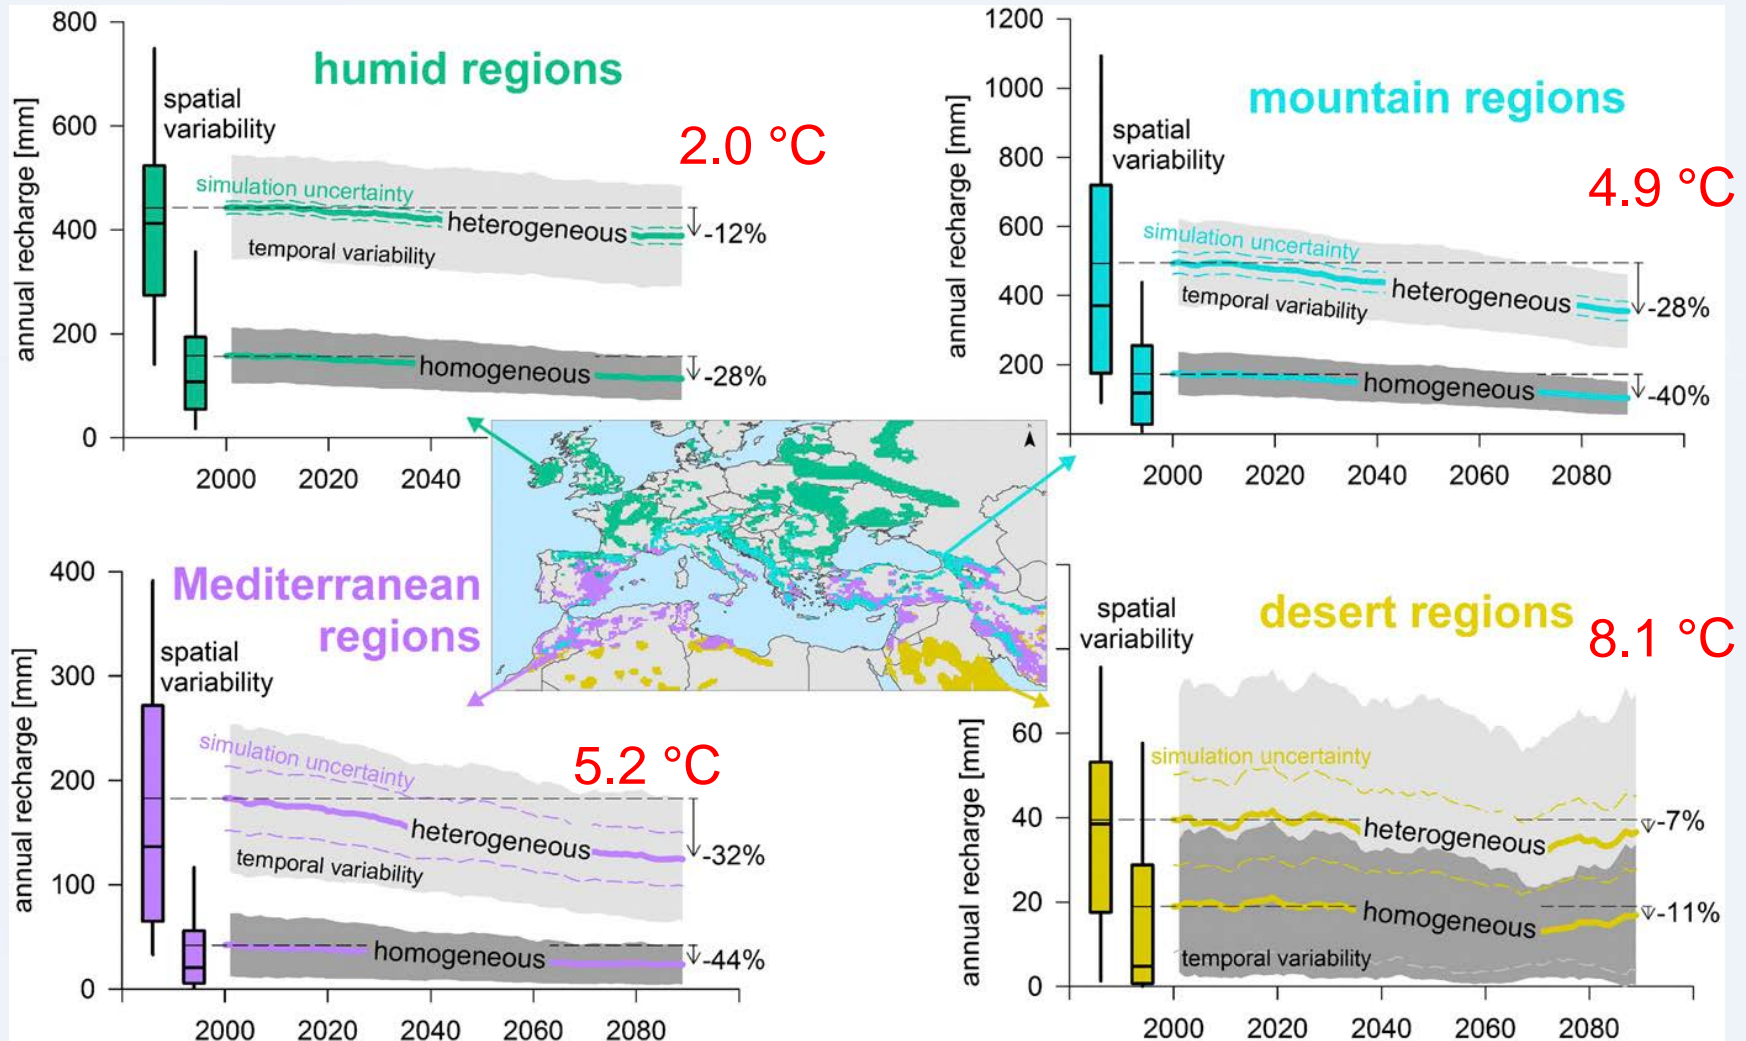 humid regions
2.0 °C
annual recharge [mm]
800
600
400
200
0
spatial
variability
simulation uncertainty
heterogeneous
temporal variability
-12%
homogeneous
-28%
2000
2020
2040
mountain regions
4.9 °C
annual recharge [mm]
1200
1000
800
600
400
200
spatial
variability
simulation uncertainty
heterogeneous
temporal variability
-28%
homogeneous
-40%
2000
2020
2040
2060
2080
Mediterranean
regions
5.2 °C
annual recharge [mm]
400
300
200
100
0
spatial
variability
simulation uncertainty
heterogeneous
temporal variability
-32%
homogeneous
-44%
2000
2020
2040
2060
2080
desert regions
8.1 °C
annual recharge [mm]
60
40
20
0
spatial
variability
simulation uncertainty
heterogeneous
-7%
homogeneous
-11%
temporal variability
2000
2020
2040
2060
2080